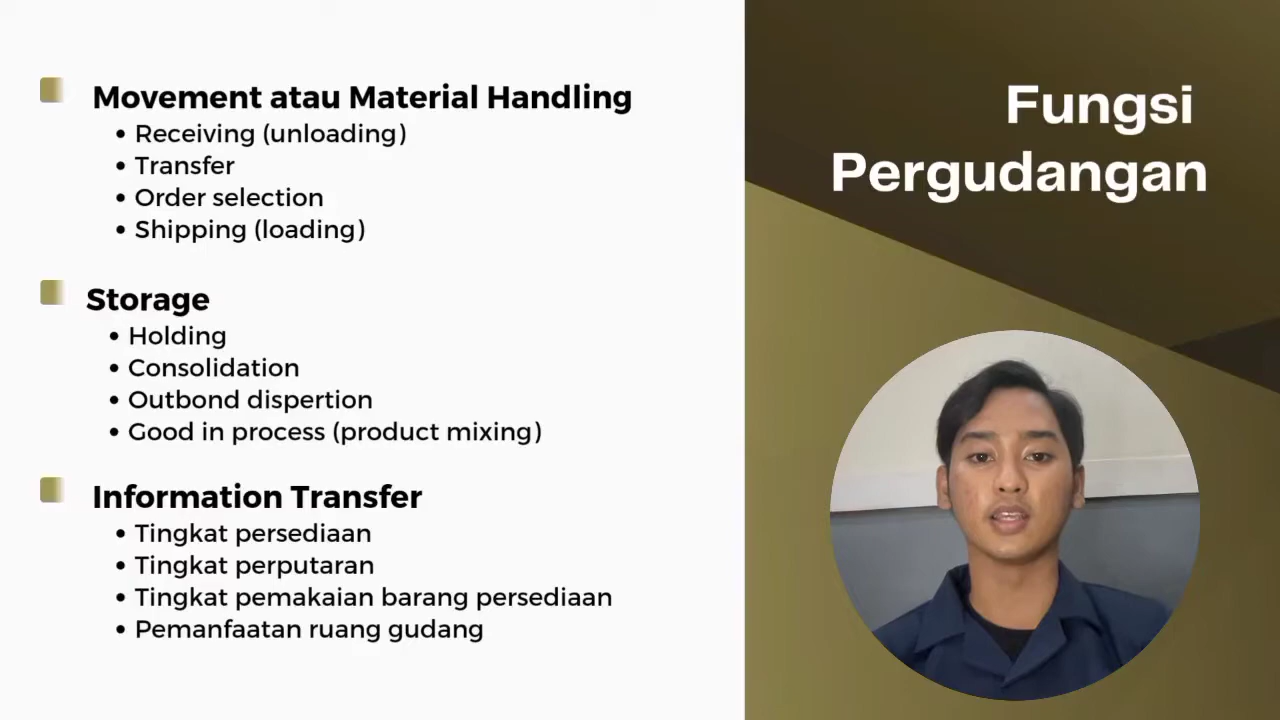 Fungsi
Pergudangan
Movement atau Material Handling
• Receiving (unloading)
• Transfer
• Order selection
• Shipping (loading)
Storage
• Holding
• Consolidation
• Outbond dispertion
• Good in process (product mixing)
Information Transfer
• Tingkat persediaan
• Tingkat perputaran
• Tingkat pemakaian barang persediaan
• Pemanfaatan ruang gudang